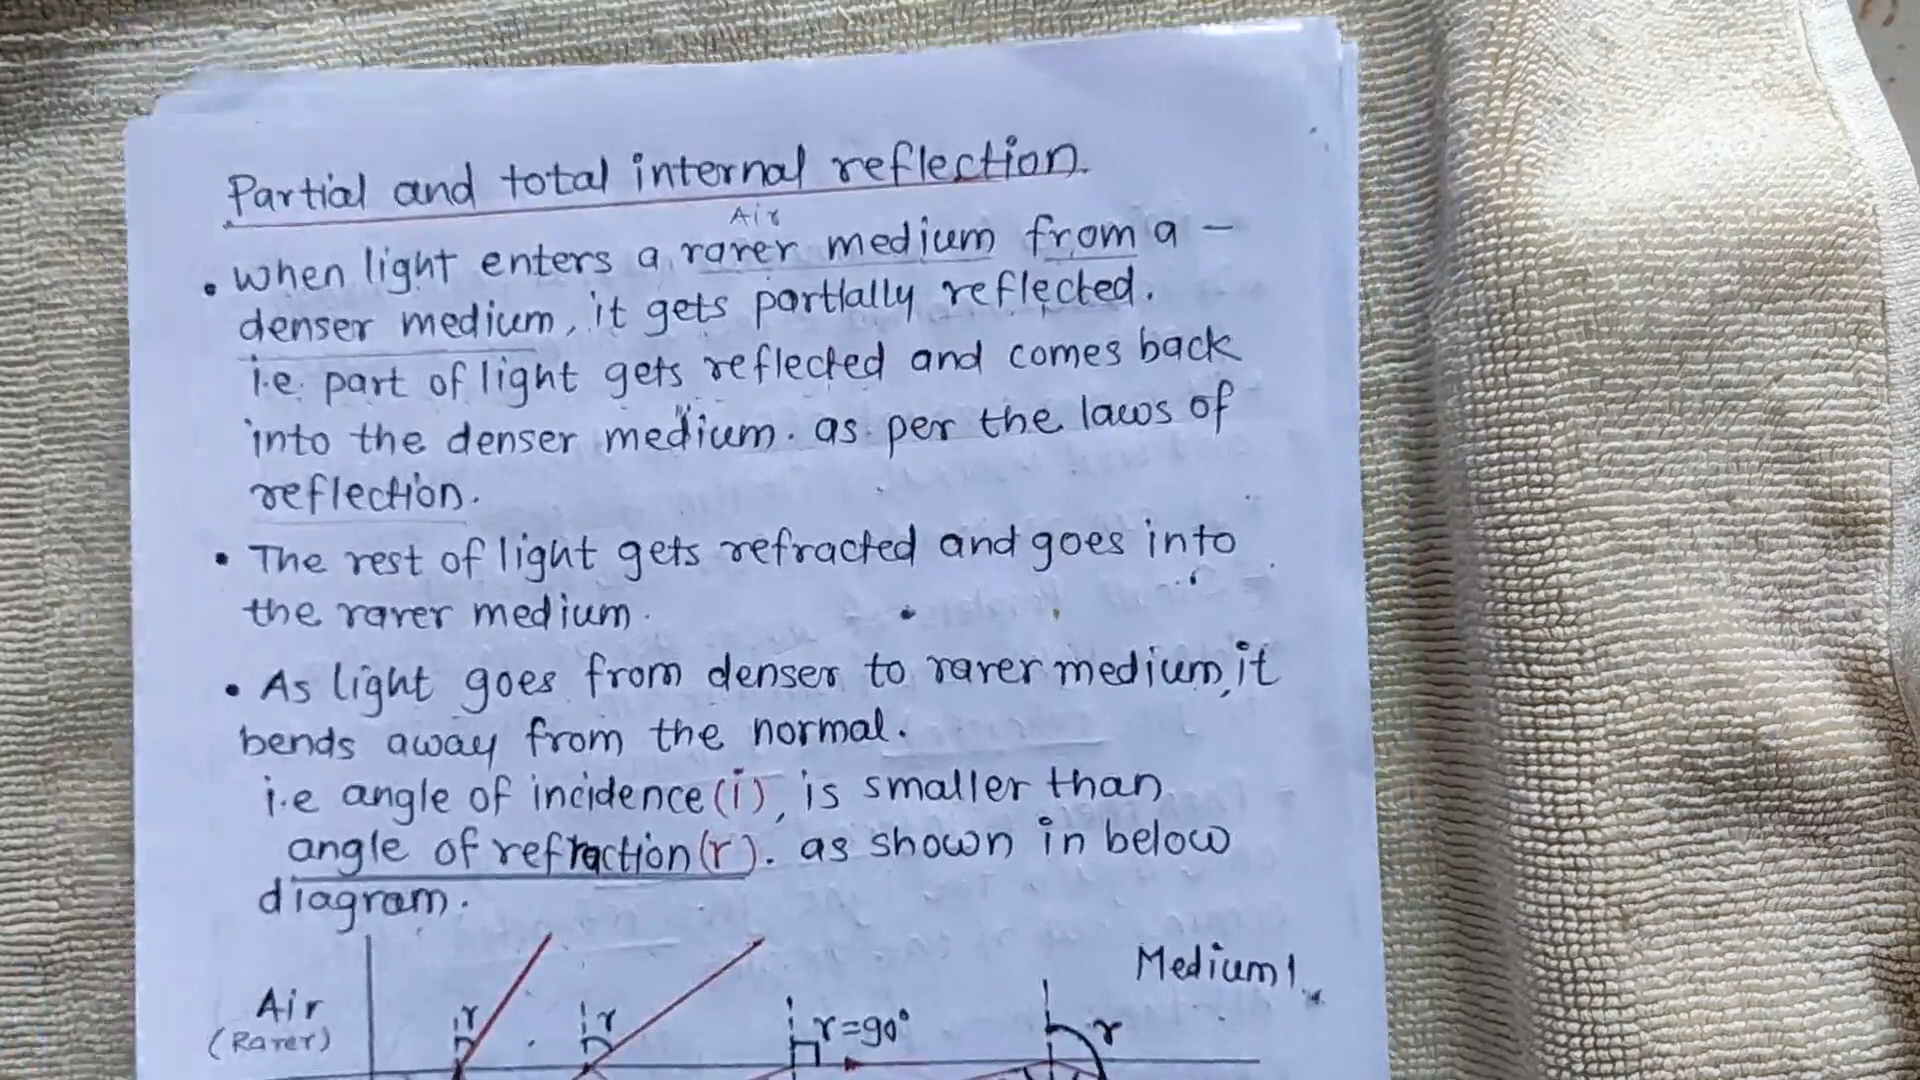 Partial and total internal reflection.
Air
• when light enters a rarer medium from a -
denser medium, it gets partially reflected.
i.e. part of light gets reflected and comes back
into the denser medium. as per the laws of
reflection.
• The rest of light gets refracted and goes into
the rarer medium.
• As light goes from denser to rarer medium, it
bends away from the normal.
i.e angle of incidence (i), is smaller than
angle of refraction (r). as shown in below
diagram.
Medium 1
Air
(Rarer)
r
r
r=90°
r